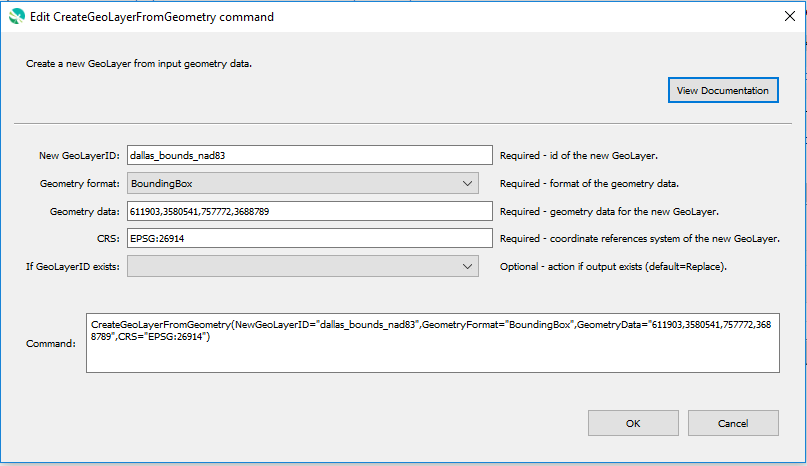 Edit CreateGeoLayerFromGeometry command
Create a new GeoLayer from input geometry data.
View Documentation
New GeoLayerID: dallas_bounds_nad83 Required - id of the new GeoLayer.
Geometry format: BoundingBox Required - format of the geometry data.
Geometry data: 611903,3580541,757772,3688789 Required - geometry data for the new GeoLayer.
CRS: EPSG:26914 Required - coordinate references system of the new GeoLayer.
If GeoLayerID exists: Optional - action if output exists (default=Replace).
Command:
CreateGeoLayerFromGeometry(NewGeoLayerID="dallas_bounds_nad83",GeometryFormat="BoundingBox",GeometryData="611903,3580541,757772,368
8789",CRS="EPSG:26914")
OK Cancel